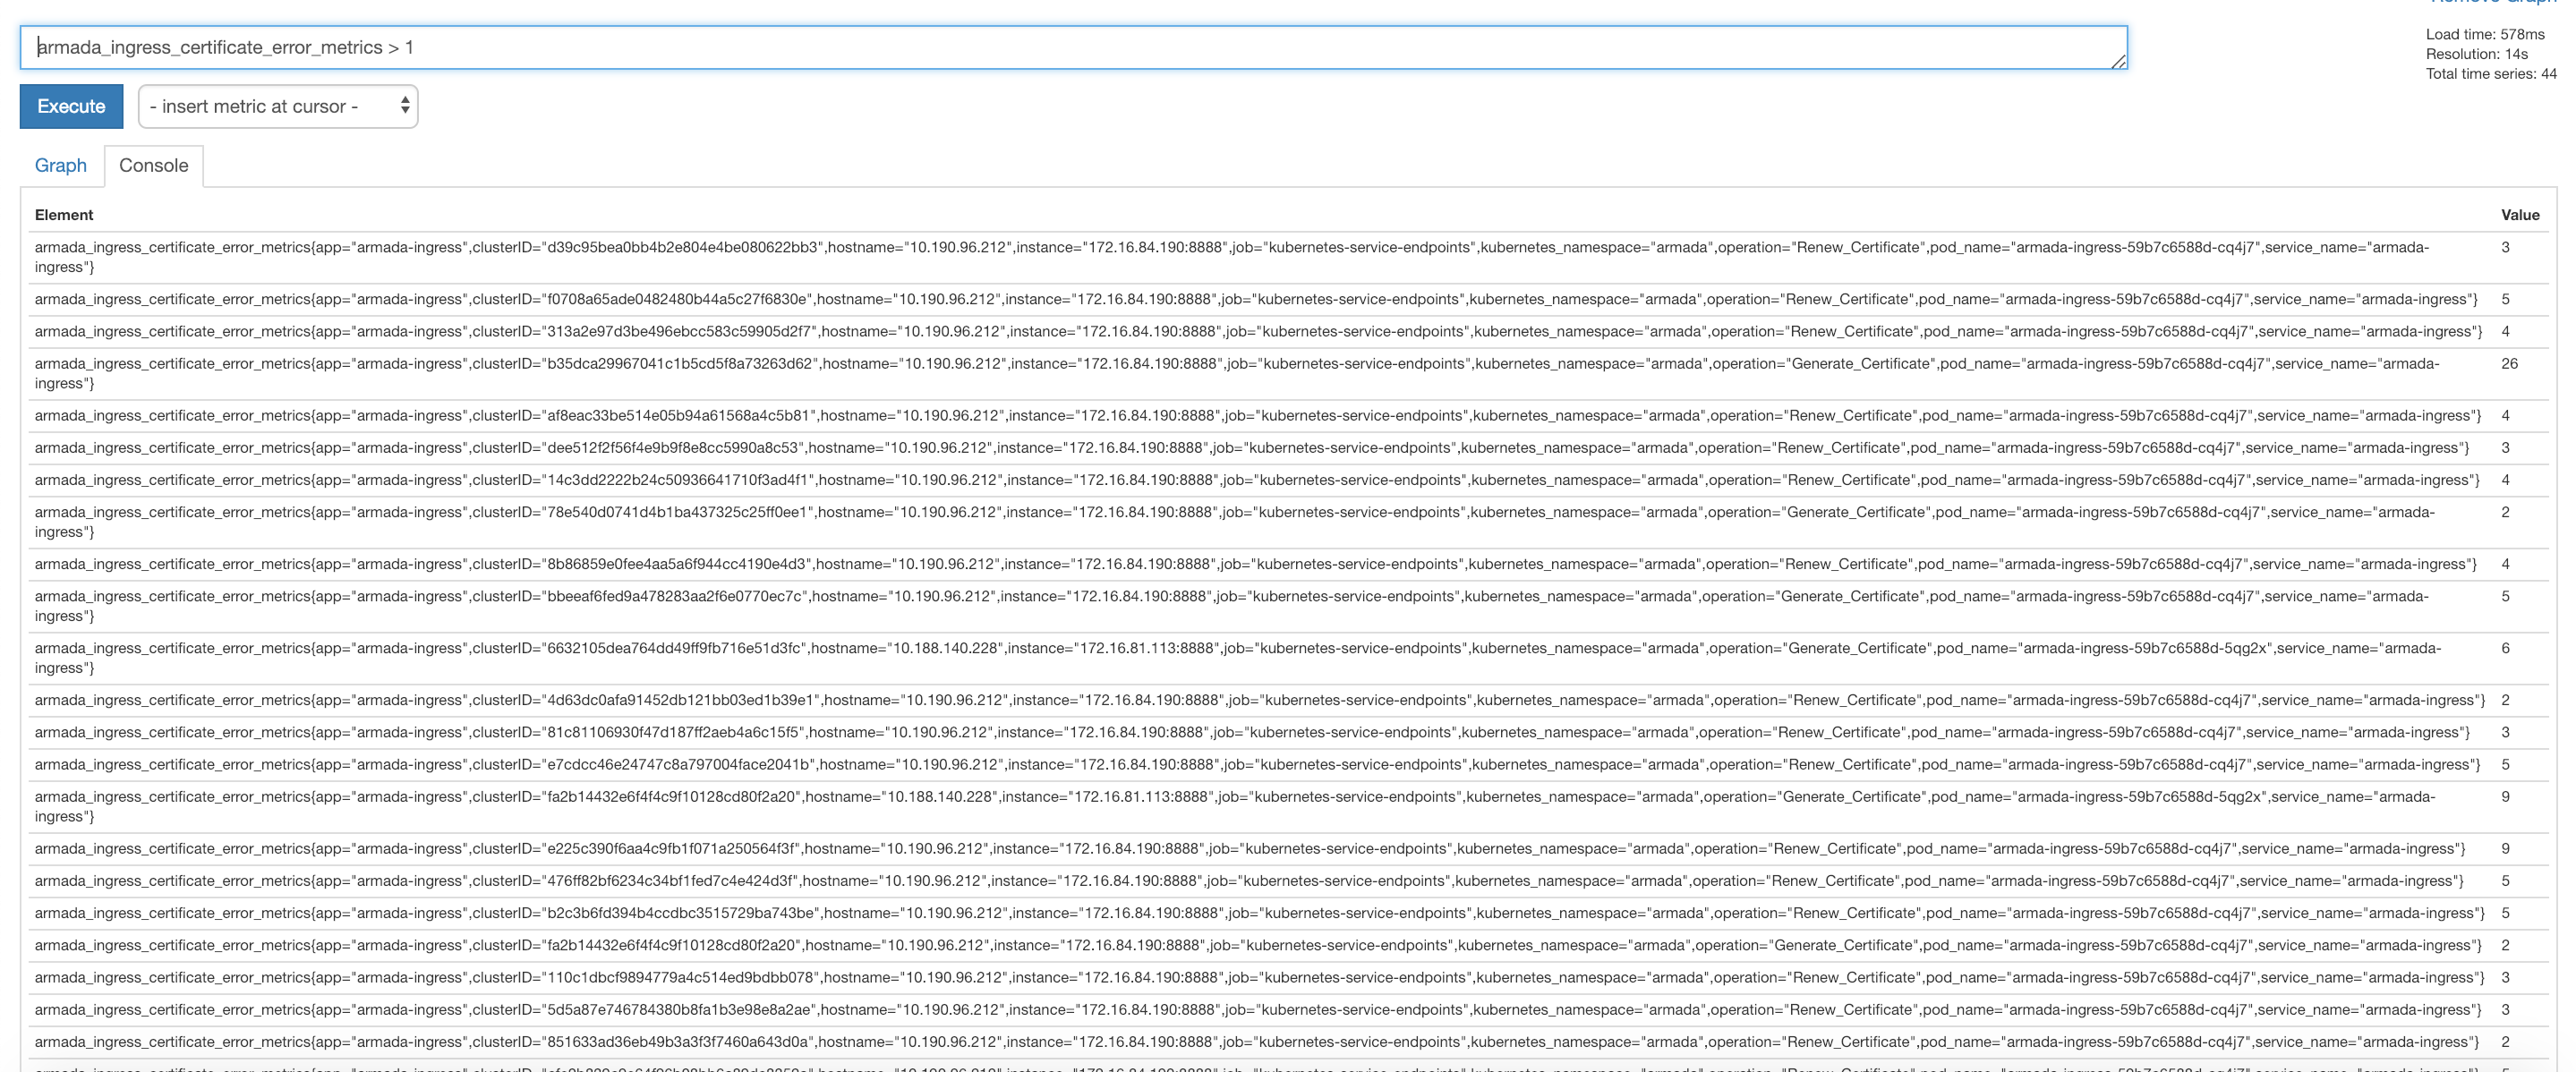 Remove Graph
armada_ingress_certificate_error_metrics > 1
Load time: 578ms
Resolution: 14s
Total time series: 44
Execute
- insert metric at cursor -
Graph
Console
Element
Value
armada_ingress_certificate_error_metrics{app="armada-ingress",clusterID="d39c95bea0bb4b2e804e4be080622bb3",hostname="10.190.96.212",instance="172.16.84.190:8888",job="kubernetes-service-endpoints",kubernetes_namespace="armada",operation="Renew_Certificate",pod_name="armada-ingress-59b7c6588d-cq4j7",service_name="armada-
ingress"}
3
armada_ingress_certificate_error_metrics{app="armada-ingress",clusterID="f0708a65ade0482480b44a5c27f6830e",hostname="10.190.96.212",instance="172.16.84.190:8888",job="kubernetes-service-endpoints",kubernetes_namespace="armada",operation="Renew_Certificate",pod_name="armada-ingress-59b7c6588d-cq4j7",service_name="armada-ingress"} 5
armada_ingress_certificate_error_metrics{app="armada-ingress",clusterID="313a2e97d3be496ebcc583c59905d2f7",hostname="10.190.96.212",instance="172.16.84.190:8888",job="kubernetes-service-endpoints",kubernetes_namespace="armada",operation="Renew_Certificate",pod_name="armada-ingress-59b7c6588d-cq4j7",service_name="armada-ingress"} 4
armada_ingress_certificate_error_metrics{app="armada-ingress",clusterID="b35dca29967041c1b5cd5f8a73263d62",hostname="10.190.96.212",instance="172.16.84.190:8888",job="kubernetes-service-endpoints",kubernetes_namespace="armada",operation="Generate_Certificate",pod_name="armada-ingress-59b7c6588d-cq4j7",service_name="armada-
ingress"}
26
armada_ingress_certificate_error_metrics{app="armada-ingress",clusterID="af8eac33be514e05b94a61568a4c5b81",hostname="10.190.96.212",instance="172.16.84.190:8888",job="kubernetes-service-endpoints",kubernetes_namespace="armada",operation="Renew_Certificate",pod_name="armada-ingress-59b7c6588d-cq4j7",service_name="armada-ingress"} 4
armada_ingress_certificate_error_metrics{app="armada-ingress",clusterID="dee512f2f56f4e9b9f8e8cc5990a8c53",hostname="10.190.96.212",instance="172.16.84.190:8888",job="kubernetes-service-endpoints",kubernetes_namespace="armada",operation="Renew_Certificate",pod_name="armada-ingress-59b7c6588d-cq4j7",service_name="armada-ingress"} 3
armada_ingress_certificate_error_metrics{app="armada-ingress",clusterID="14c3dd2222b24c50936641710f3ad4f1",hostname="10.190.96.212",instance="172.16.84.190:8888",job="kubernetes-service-endpoints",kubernetes_namespace="armada",operation="Renew_Certificate",pod_name="armada-ingress-59b7c6588d-cq4j7",service_name="armada-ingress"} 4
armada_ingress_certificate_error_metrics{app="armada-ingress",clusterID="78e540d0741d4b1ba437325c25ff0ee1",hostname="10.190.96.212",instance="172.16.84.190:8888",job="kubernetes-service-endpoints",kubernetes_namespace="armada",operation="Generate_Certificate",pod_name="armada-ingress-59b7c6588d-cq4j7",service_name="armada-
ingress"}
2
armada_ingress_certificate_error_metrics{app="armada-ingress",clusterID="8b86859e0fee4aa5a6f944cc4190e4d3",hostname="10.190.96.212",instance="172.16.84.190:8888",job="kubernetes-service-endpoints",kubernetes_namespace="armada",operation="Renew_Certificate",pod_name="armada-ingress-59b7c6588d-cq4j7",service_name="armada-ingress"} 4
armada_ingress_certificate_error_metrics{app="armada-ingress",clusterID="bbeeaf6fed9a478283aa2f6e0770ec7c",hostname="10.190.96.212",instance="172.16.84.190:8888",job="kubernetes-service-endpoints",kubernetes_namespace="armada",operation="Generate_Certificate",pod_name="armada-ingress-59b7c6588d-cq4j7",service_name="armada-
ingress"}
5
armada_ingress_certificate_error_metrics{app="armada-ingress",clusterID="6632105dea764dd49ff9fb716e51d3fc",hostname="10.188.140.228",instance="172.16.81.113:8888",job="kubernetes-service-endpoints",kubernetes_namespace="armada",operation="Generate_Certificate",pod_name="armada-ingress-59b7c6588d-5qg2x",service_name="armada-
ingress"}
6
armada_ingress_certificate_error_metrics{app="armada-ingress",clusterID="4d63dc0afa91452db121bb03ed1b39e1",hostname="10.190.96.212",instance="172.16.84.190:8888",job="kubernetes-service-endpoints",kubernetes_namespace="armada",operation="Renew_Certificate",pod_name="armada-ingress-59b7c6588d-cq4j7",service_name="armada-ingress"} 2
armada_ingress_certificate_error_metrics{app="armada-ingress",clusterID="81c81106930f47d187ff2aeb4a6c15f5",hostname="10.190.96.212",instance="172.16.84.190:8888",job="kubernetes-service-endpoints",kubernetes_namespace="armada",operation="Renew_Certificate",pod_name="armada-ingress-59b7c6588d-cq4j7",service_name="armada-ingress"} 3
armada_ingress_certificate_error_metrics{app="armada-ingress",clusterID="e7cdcc46e24747c8a797004face2041b",hostname="10.190.96.212",instance="172.16.84.190:8888",job="kubernetes-service-endpoints",kubernetes_namespace="armada",operation="Renew_Certificate",pod_name="armada-ingress-59b7c6588d-cq4j7",service_name="armada-ingress"} 5
armada_ingress_certificate_error_metrics{app="armada-ingress",clusterID="fa2b14432e6f4f4c9f10128cd80f2a20",hostname="10.188.140.228",instance="172.16.81.113:8888",job="kubernetes-service-endpoints",kubernetes_namespace="armada",operation="Generate_Certificate",pod_name="armada-ingress-59b7c6588d-5qg2x",service_name="armada-
ingress"}
9
armada_ingress_certificate_error_metrics{app="armada-ingress",clusterID="e225c390f6aa4c9fb1f071a250564f3f",hostname="10.190.96.212",instance="172.16.84.190:8888",job="kubernetes-service-endpoints",kubernetes_namespace="armada",operation="Renew_Certificate",pod_name="armada-ingress-59b7c6588d-cq4j7",service_name="armada-ingress"} 9
armada_ingress_certificate_error_metrics{app="armada-ingress",clusterID="476ff82bf6234c34bf1fed7c4e424d3f",hostname="10.190.96.212",instance="172.16.84.190:8888",job="kubernetes-service-endpoints",kubernetes_namespace="armada",operation="Renew_Certificate",pod_name="armada-ingress-59b7c6588d-cq4j7",service_name="armada-ingress"} 5
armada_ingress_certificate_error_metrics{app="armada-ingress",clusterID="b2c3b6fd394b4ccdbc3515729ba743be",hostname="10.190.96.212",instance="172.16.84.190:8888",job="kubernetes-service-endpoints",kubernetes_namespace="armada",operation="Renew_Certificate",pod_name="armada-ingress-59b7c6588d-cq4j7",service_name="armada-ingress"} 5
armada_ingress_certificate_error_metrics{app="armada-ingress",clusterID="fa2b14432e6f4f4c9f10128cd80f2a20",hostname="10.190.96.212",instance="172.16.84.190:8888",job="kubernetes-service-endpoints",kubernetes_namespace="armada",operation="Generate_Certificate",pod_name="armada-ingress-59b7c6588d-cq4j7",service_name="armada-ingress"} 2
armada_ingress_certificate_error_metrics{app="armada-ingress",clusterID="110c1dbcf9894779a4c514ed9bdbb078",hostname="10.190.96.212",instance="172.16.84.190:8888",job="kubernetes-service-endpoints",kubernetes_namespace="armada",operation="Renew_Certificate",pod_name="armada-ingress-59b7c6588d-cq4j7",service_name="armada-ingress"} 3
armada_ingress_certificate_error_metrics{app="armada-ingress",clusterID="5d5a87e746784380b8fa1b3e98e8a2ae",hostname="10.190.96.212",instance="172.16.84.190:8888",job="kubernetes-service-endpoints",kubernetes_namespace="armada",operation="Renew_Certificate",pod_name="armada-ingress-59b7c6588d-cq4j7",service_name="armada-ingress"} 3
armada_ingress_certificate_error_metrics{app="armada-ingress",clusterID="851633ad36eb49b3a3f3f7460a643d0a",hostname="10.190.96.212",instance="172.16.84.190:8888",job="kubernetes-service-endpoints",kubernetes_namespace="armada",operation="Renew_Certificate",pod_name="armada-ingress-59b7c6588d-cq4j7",service_name="armada-ingress"} 2